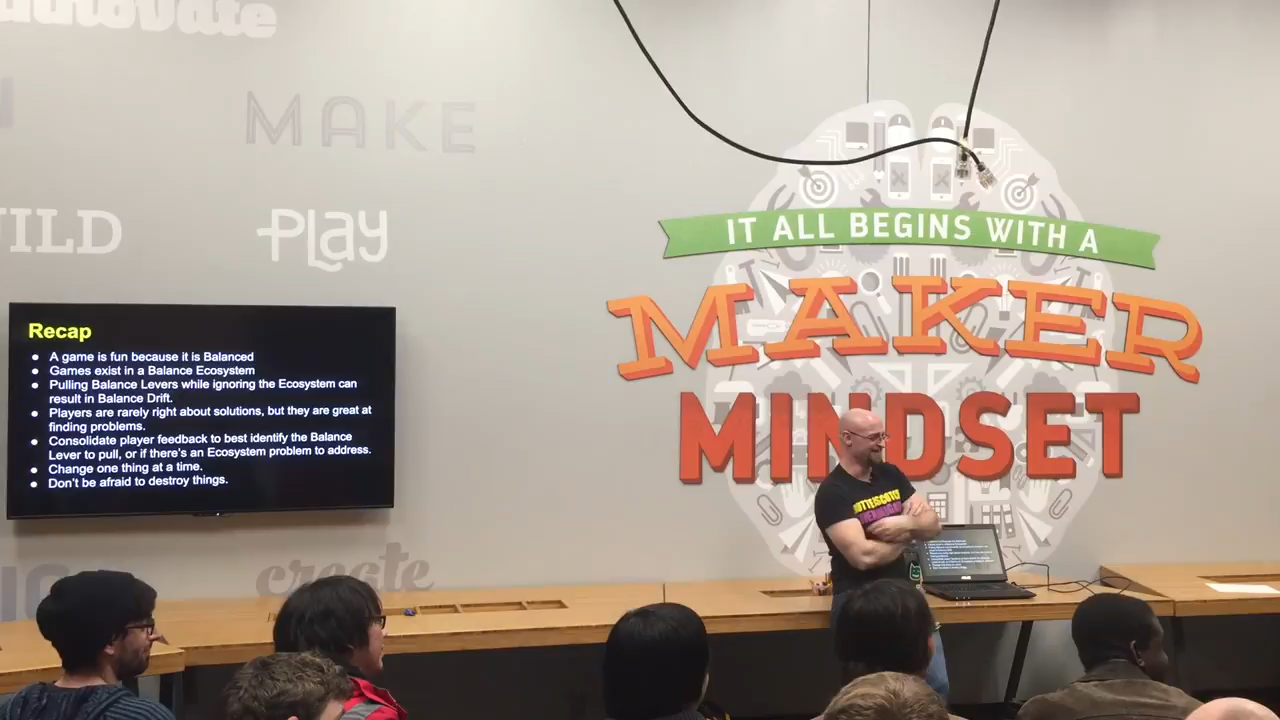 MAKE
ILD
PLAY
IT ALL BEGINS WITH A
MAKER
MINDSET
Recap
● A game is fun because it is Balanced
● Games exist in a Balance Ecosystem
● Pulling Balance Levers while ignoring the Ecosystem can
result in Balance Drift.
● Players are rarely right about solutions, but they are great at
finding problems.
● Consolidate player feedback to best identify the Balance
Lever to pull, or if there's an Ecosystem problem to address.
● Change one thing at a time.
● Don't be afraid to destroy things.
create
ASUS